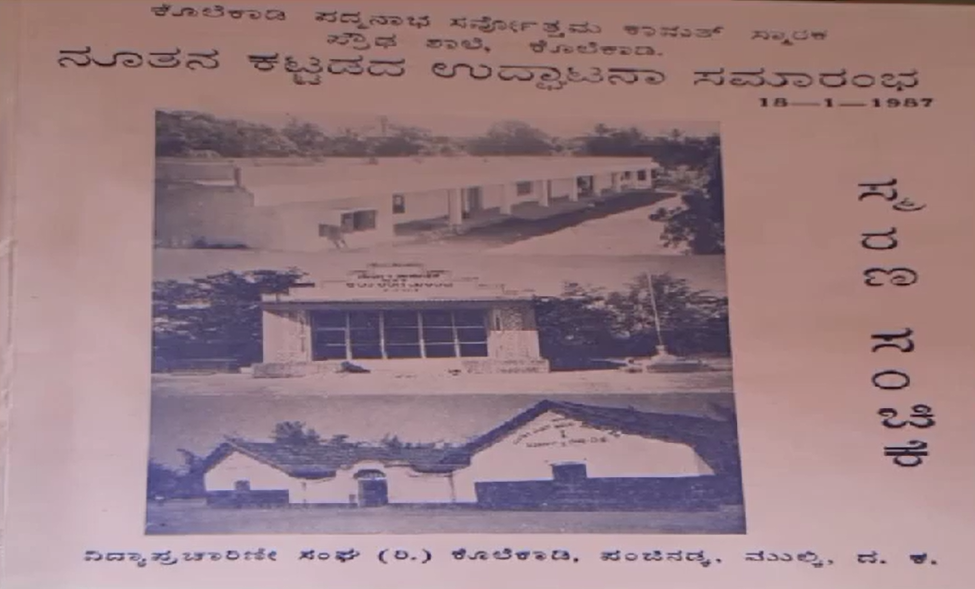 ಕೊಲೆಕಾಡಿ ಪದ್ಮನಾಭ ಸರ್ವೋತ್ತಮ ಕಾಮತ್ ಸ್ಮಾರಕ
ಪ್ರೌಢ ಶಾಲೆ, ಕೊಲೆಕಾಡಿ.
ನೂತನ ಕಟ್ಟಡದ ಉದ್ಘಾಟನಾ ಸಮಾರಂಭ
18—1—1987
ಸ್ಮರಣ ಸಂಚಿಕೆ
ವಿದ್ಯಾಪ್ರಚಾರಿಣೀ ಸಂಘ (ರಿ.) ಕೊಲೆಕಾಡಿ, ಪಂಜಿನಡ್ಕ, ಮುಲ್ಕಿ, ದ. ಕ.